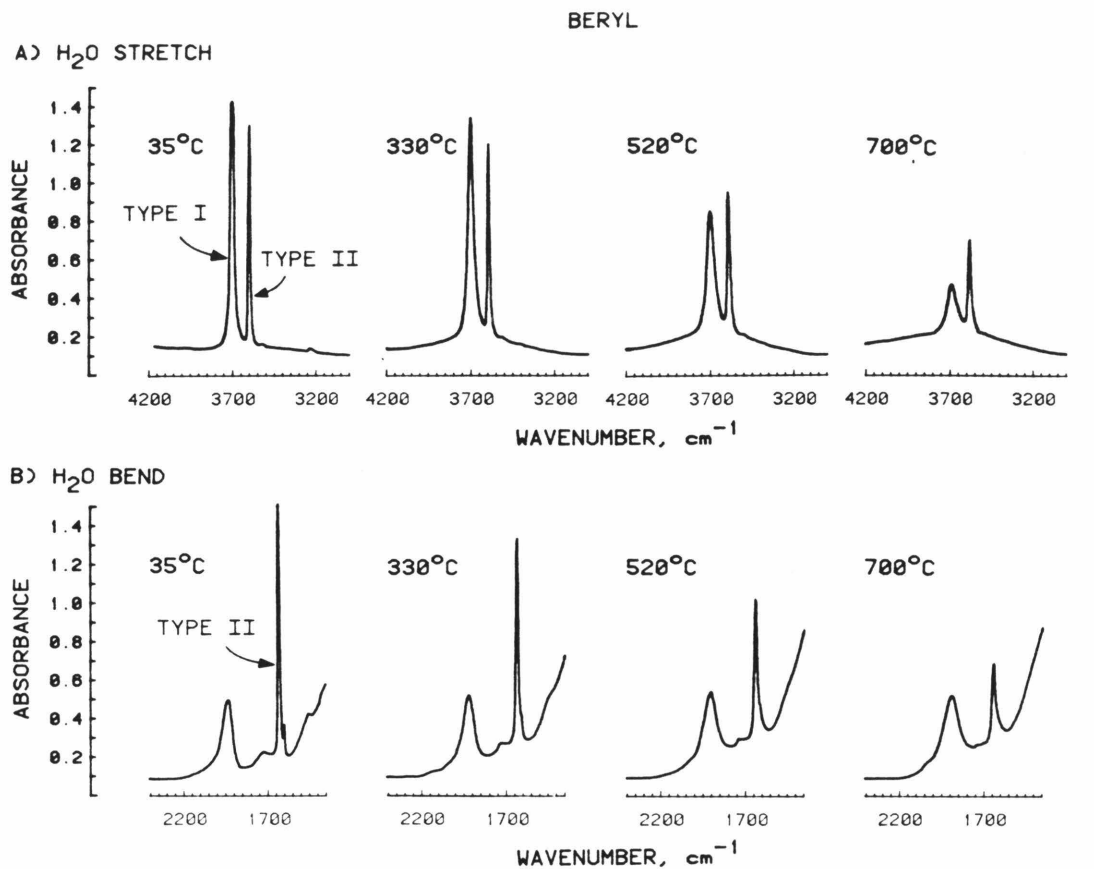 BERYL
A) H₂O STRETCH
ABSORBANCE
1.4
1.2
1.0
0.8
0.6
0.4
0.2
35°C
TYPE I
TYPE II
330°C
520°C
700°C
4200 3700 3200
4200 3700 3200
4200 3700 3200
4200 3700 3200
WAVENUMBER, cm⁻¹
B) H₂O BEND
ABSORBANCE
1.4
1.2
1.0
0.8
0.6
0.4
0.2
35°C
TYPE II
330°C
520°C
700°C
2200 1700
2200 1700
2200 1700
2200 1700
WAVENUMBER, cm⁻¹